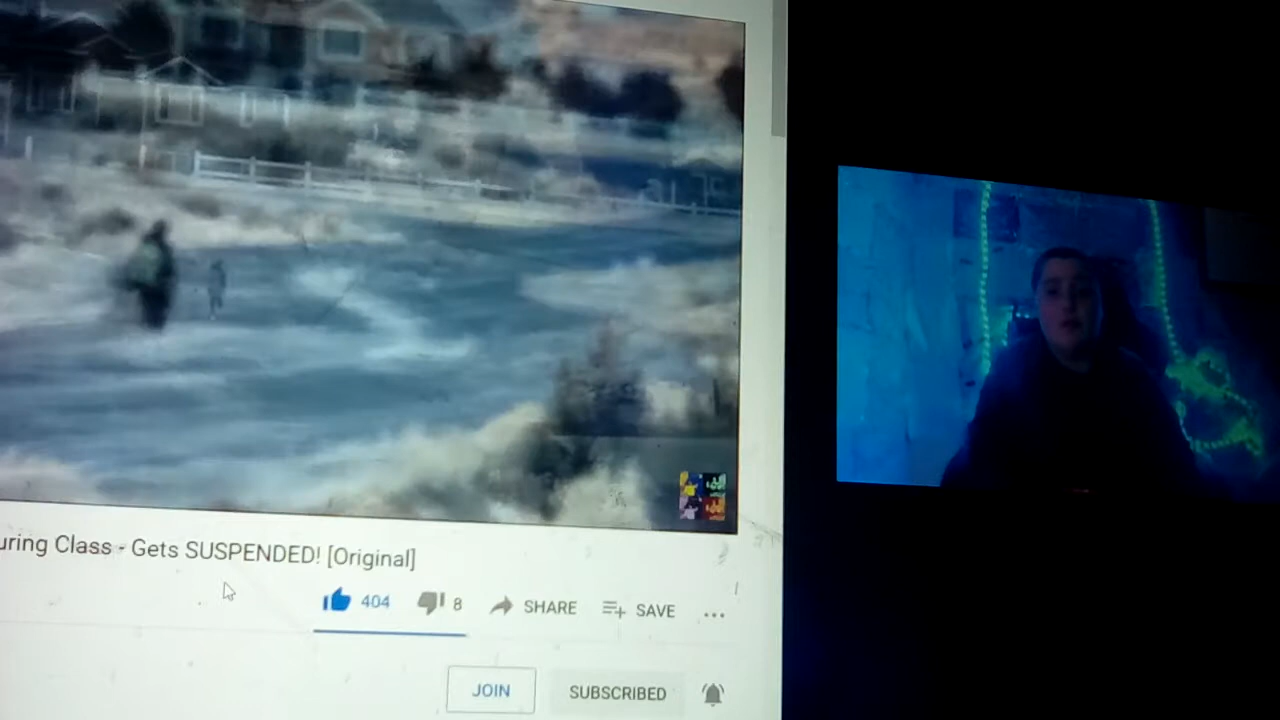 uring Class - Gets SUSPENDED! [Original]
404 8 SHARE SAVE
JOIN SUBSCRIBED